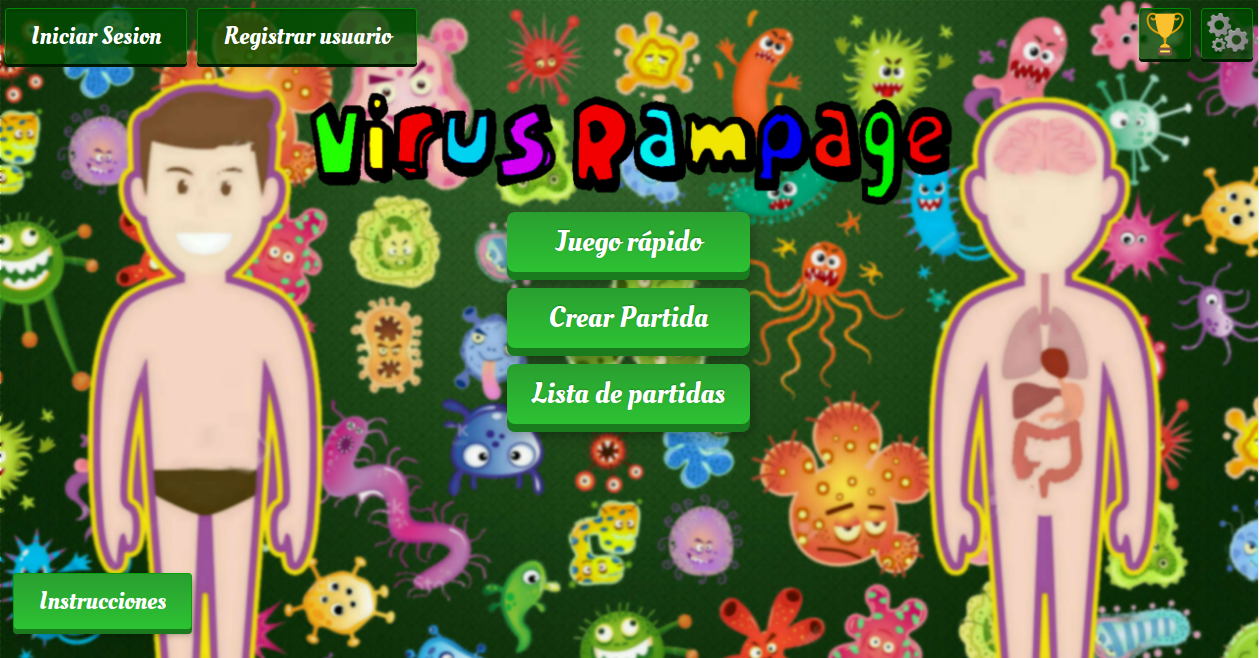 Iniciar Sesion
Registrar usuario
Virus Rampage
Juego rápido
Crear Partida
Lista de partidas
Instrucciones